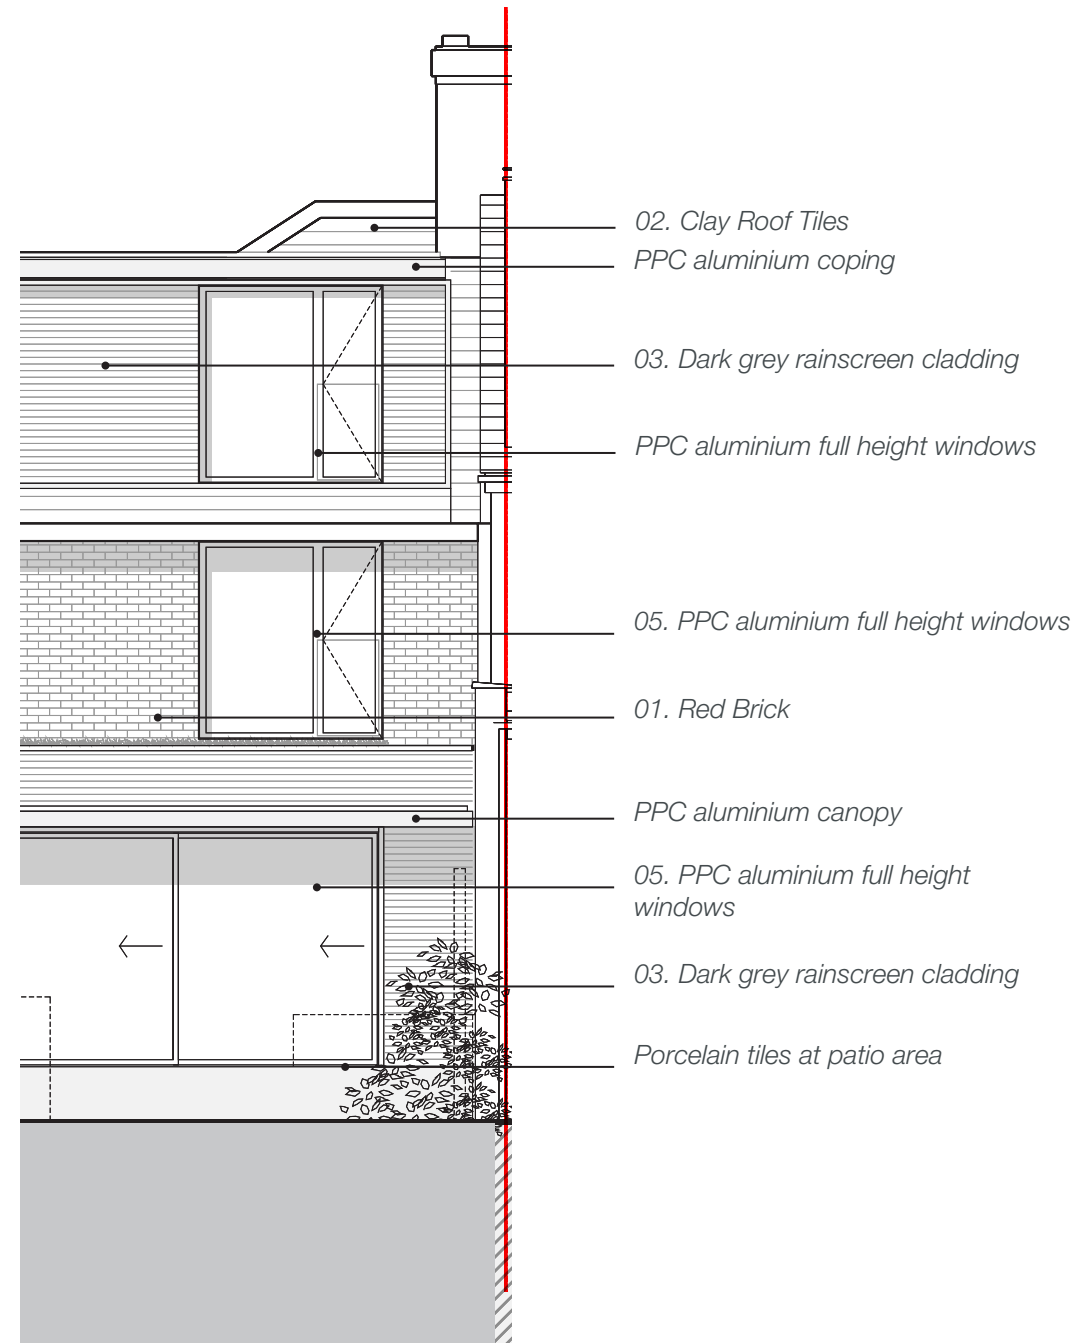 02. Clay Roof Tiles
PPC aluminium coping
03. Dark grey rainscreen cladding
PPC aluminium full height windows
05. PPC aluminium full height windows
01. Red Brick
PPC aluminium canopy
05. PPC aluminium full height
windows
03. Dark grey rainscreen cladding
Porcelain tiles at patio area